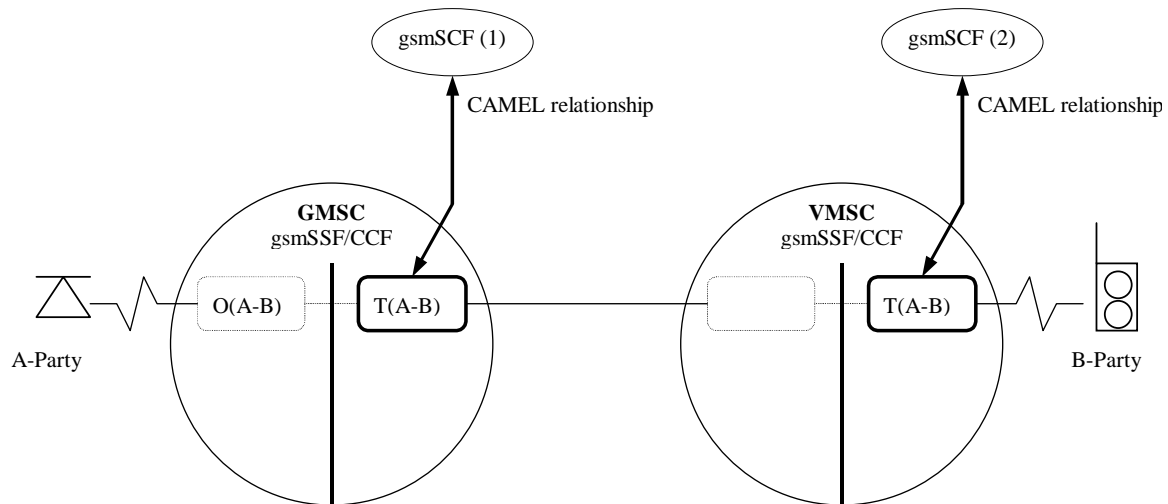 gsmSCF (1)
gsmSCF (2)
CAMEL relationship
CAMEL relationship
GMSC
gsmSSF/CCF
VMSC
gsmSSF/CCF
O(A-B)
T(A-B)
T(A-B)
A-Party
B-Party